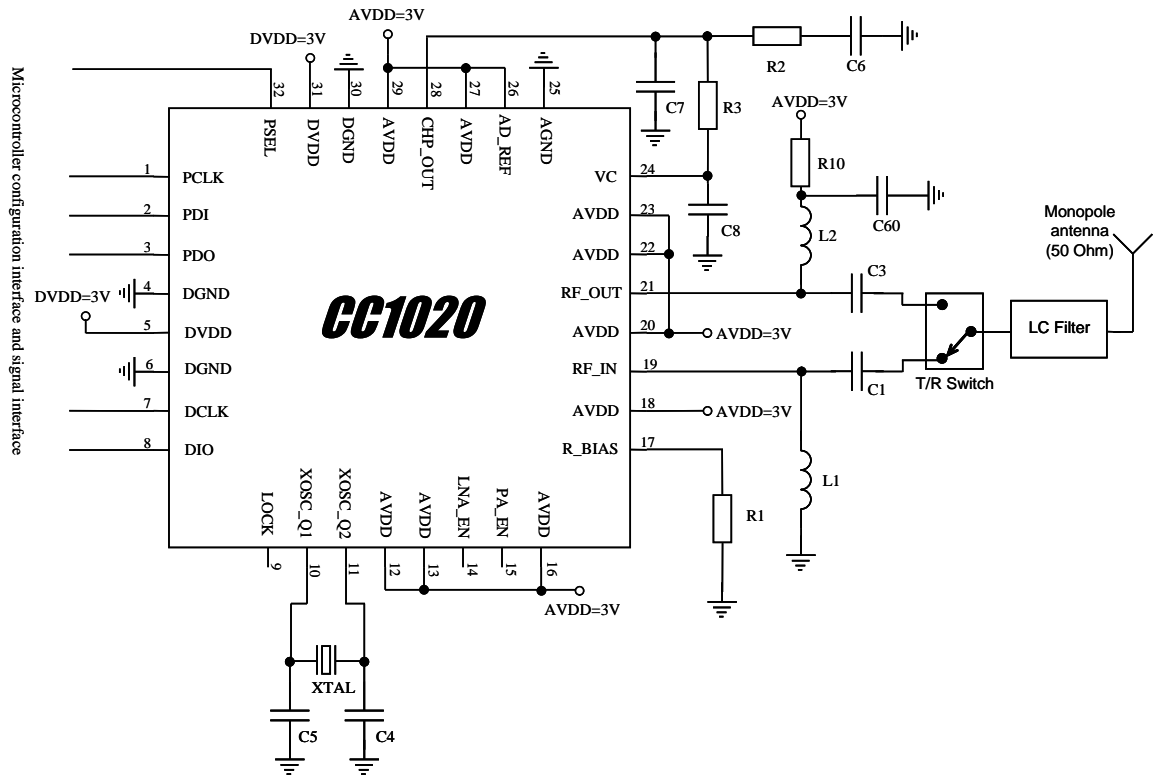 AVDD=3V
DVDD=3V
R2
C6
Microcontroller configuration interface and signal interface
32
31
30
29
28
27
26
25
C7
R3
AVDD=3V
PSEL
DVDD
DGND
AVDD
CHP_OUT
AVDD
AD_REF
AGND
R10
1
PCLK
VC
24
2
PDI
AVDD
23
C8
L2
C60
Monopole
antenna
(50 Ohm)
3
PDO
AVDD
22
C3
DVDD=3V
4
DGND
RF_OUT
21
CC1020
5
DVDD
AVDD
20
AVDD=3V
LC Filter
6
DGND
RF_IN
19
T/R Switch
C1
7
DCLK
AVDD
18
AVDD=3V
8
DIO
R_BIAS
17
L1
R1
LOCK
XOSC_Q1
XOSC_Q2
AVDD
AVDD
LNA_EN
PA_EN
AVDD
9
10
11
12
13
14
15
16
AVDD=3V
XTAL
C5
C4